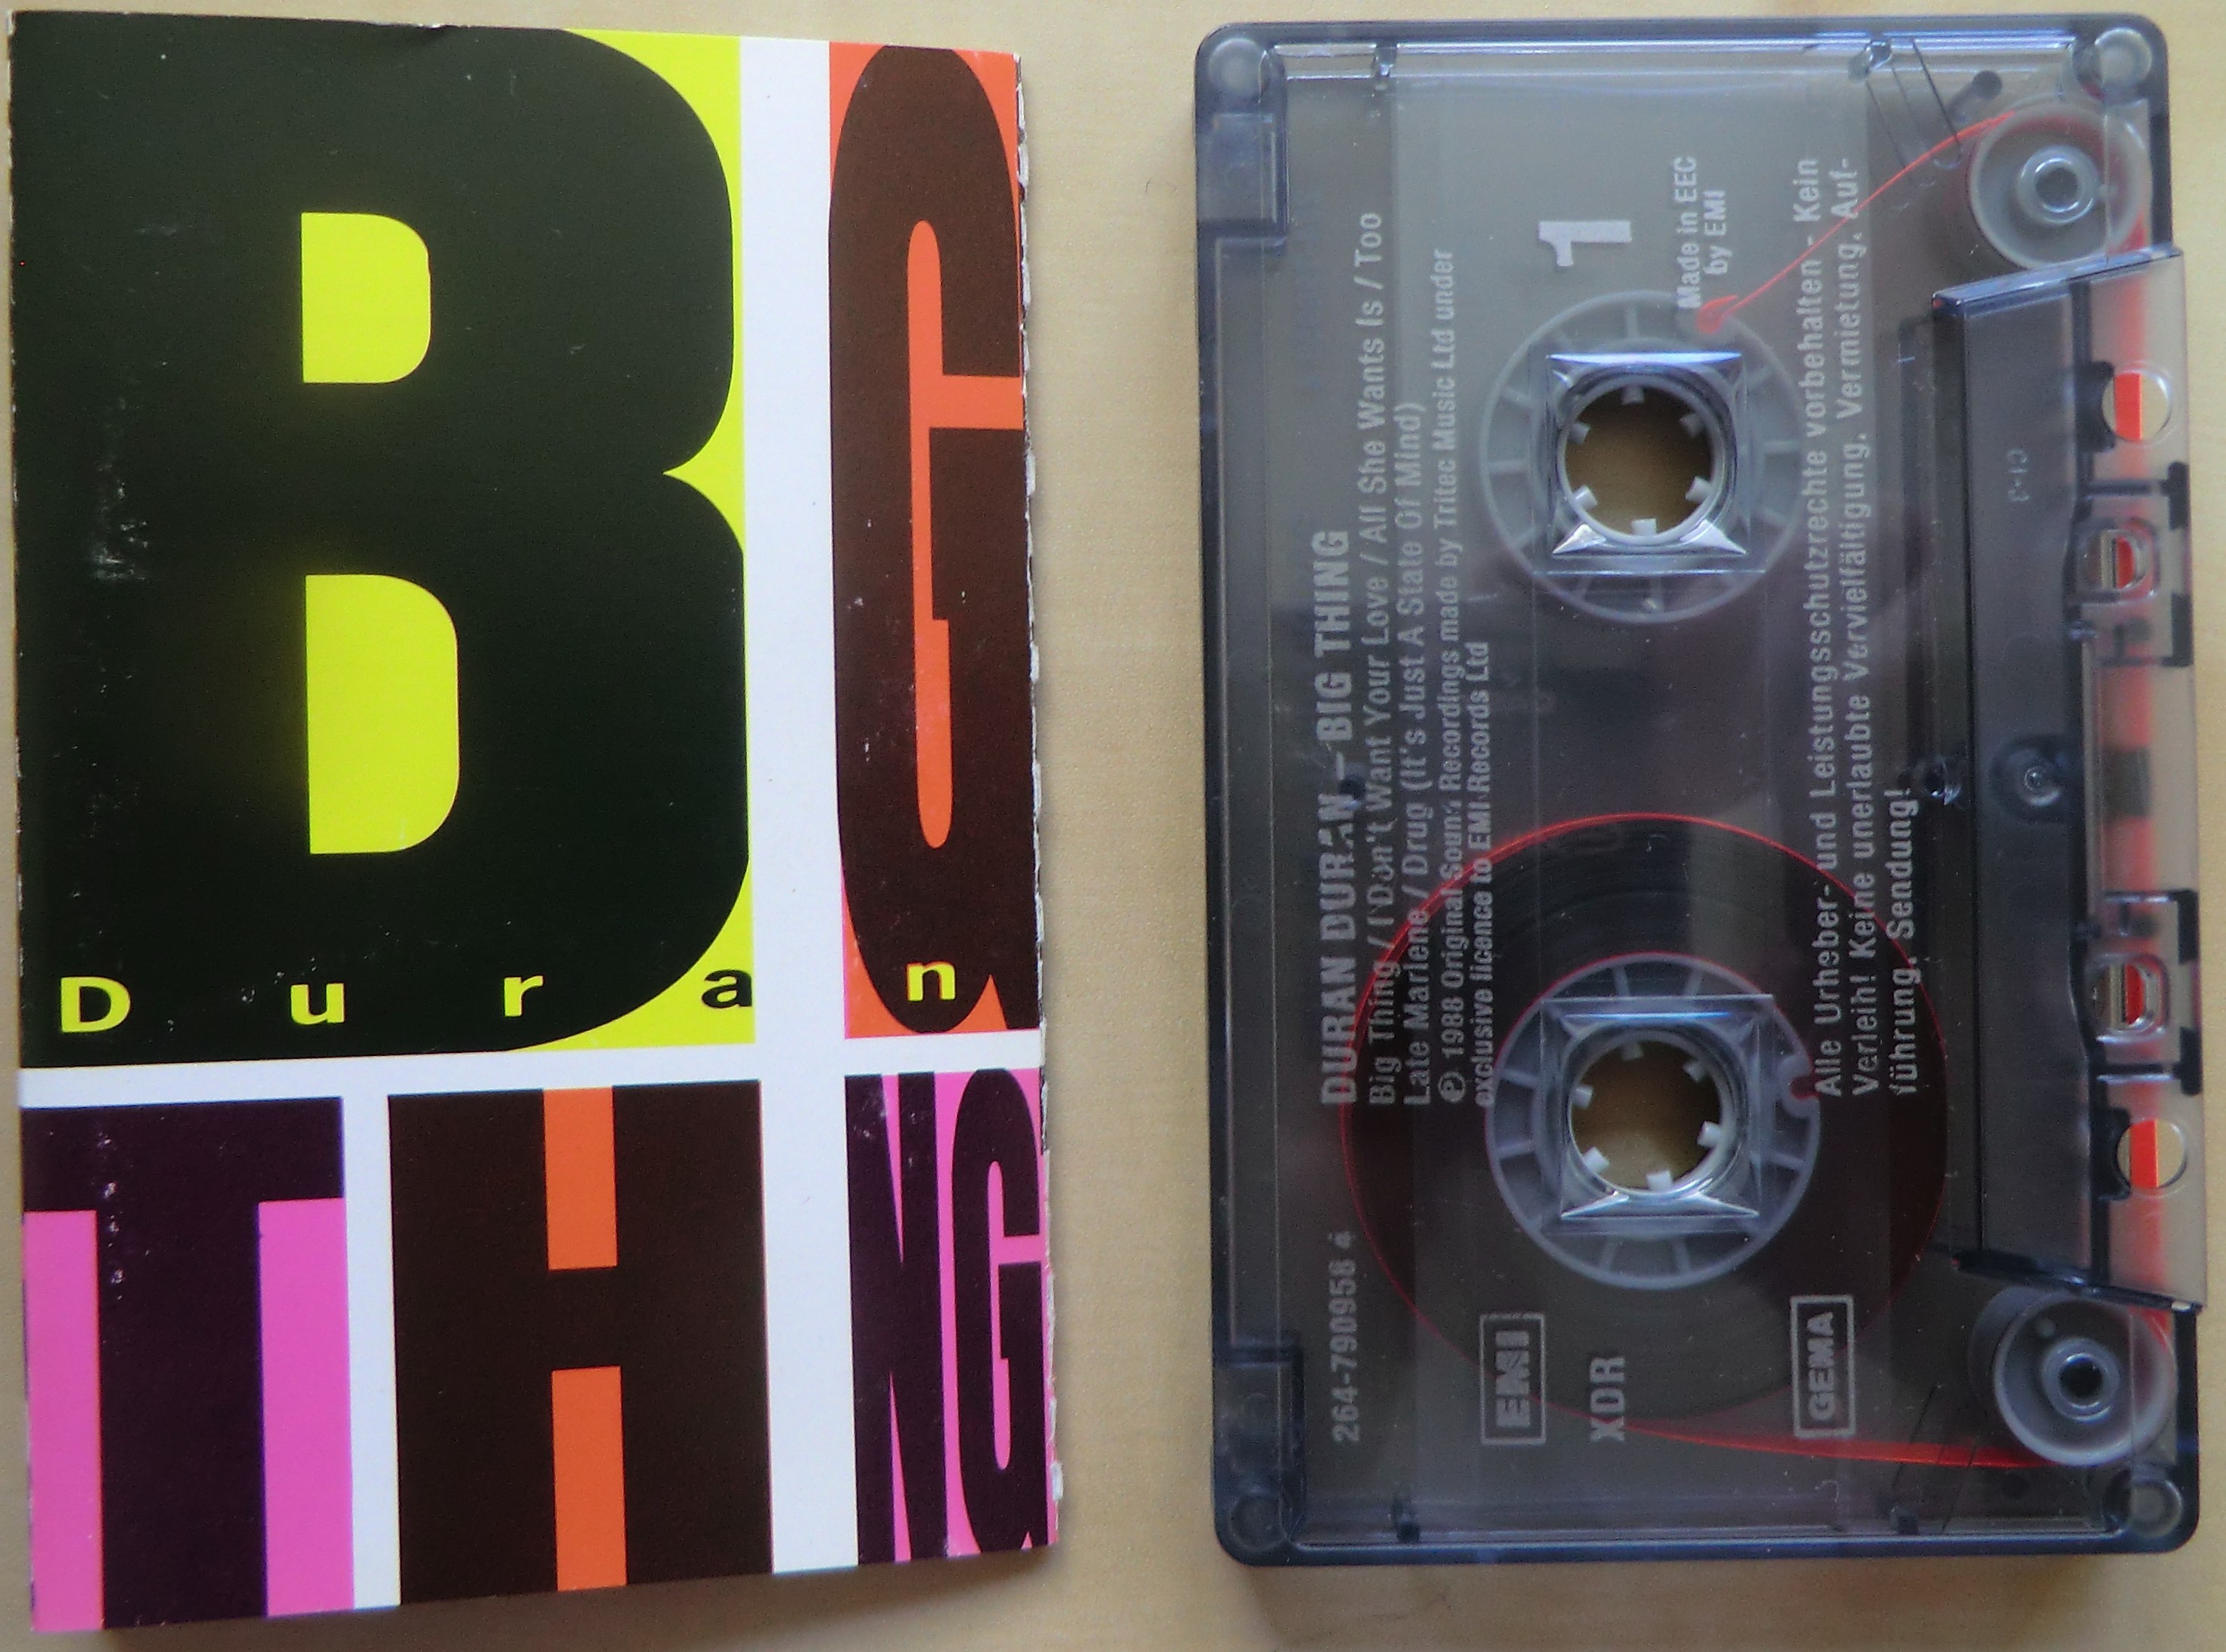 B G
D u r a n
T H NG
DURAN DURAN – BIG THING
Big Thing / I Don't Want Your Love / All She Wants Is / Too
Late Marlene / Drug (It's Just A State Of Mind)
℗ 1988 Original Sound Recordings made by Tritec Music Ltd under
exclusive licence to EMI Records Ltd
264-790958 4
1
Made in EEC
by EMI
EMI
XDR
GEMA
Alle Urheber- und Leistungsschutzrechte vorbehalten - Kein
Verleih! Keine unerlaubte Vervielfältigung. Vermietung. Auf-
führung. Sendung!